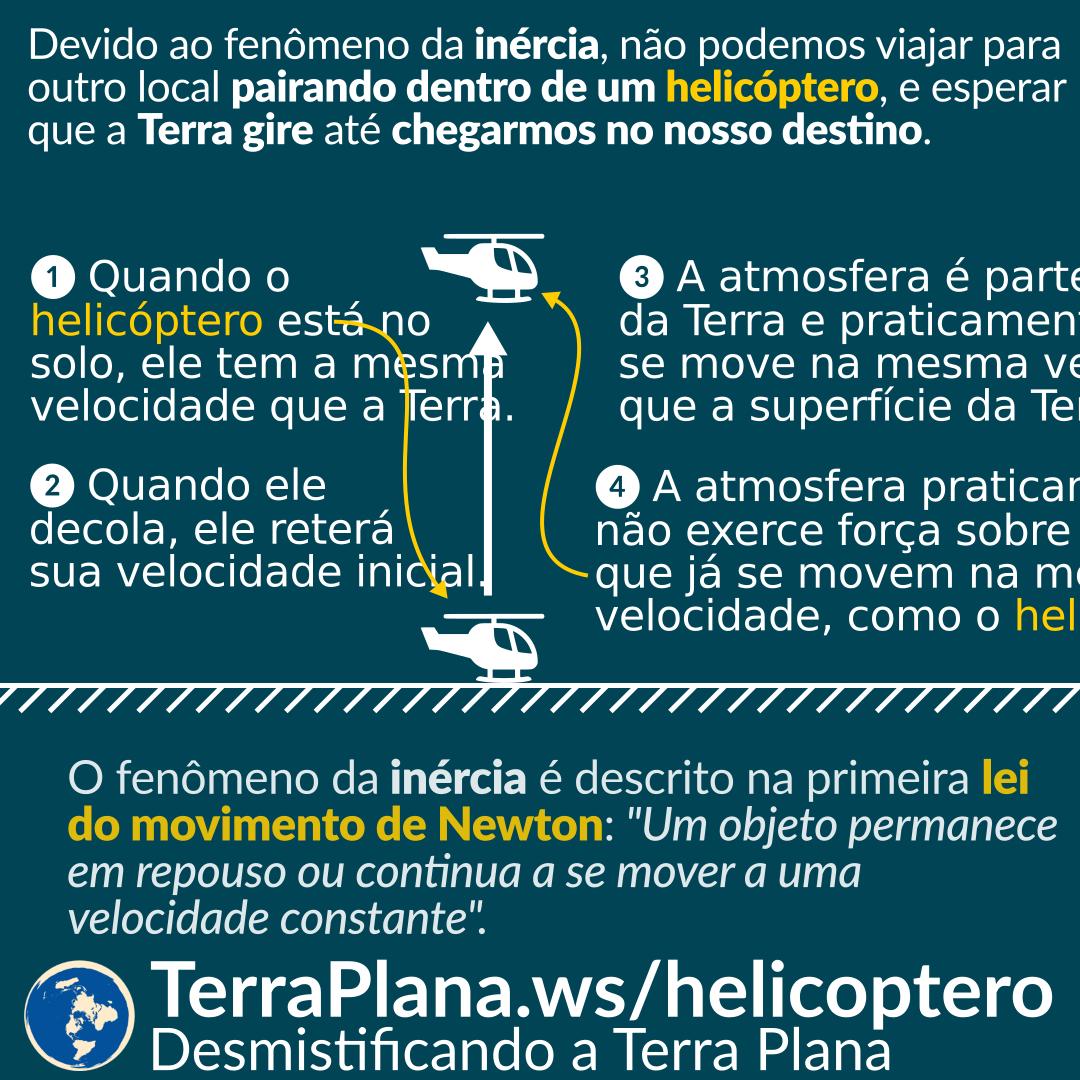 Devido ao fenômeno da inércia, não podemos viajar para
outro local pairando dentro de um helicóptero, e esperar
que a Terra gire até chegarmos no nosso destino.
1 Quando o
helicóptero está no
solo, ele tem a mesma
velocidade que a Terra.
2 Quando ele
decola, ele reterá
sua velocidade inicial.
3 A atmosfera é parte
da Terra e praticament
se move na mesma ve
que a superfície da Ter
4 A atmosfera pratican
não exerce força sobre
que já se movem na me
velocidade, como o hel
O fenômeno da inércia é descrito na primeira lei
do movimento de Newton: "Um objeto permanece
em repouso ou continua a se mover a uma
velocidade constante".
TerraPlana.ws/helicoptero
Desmistificando a Terra Plana